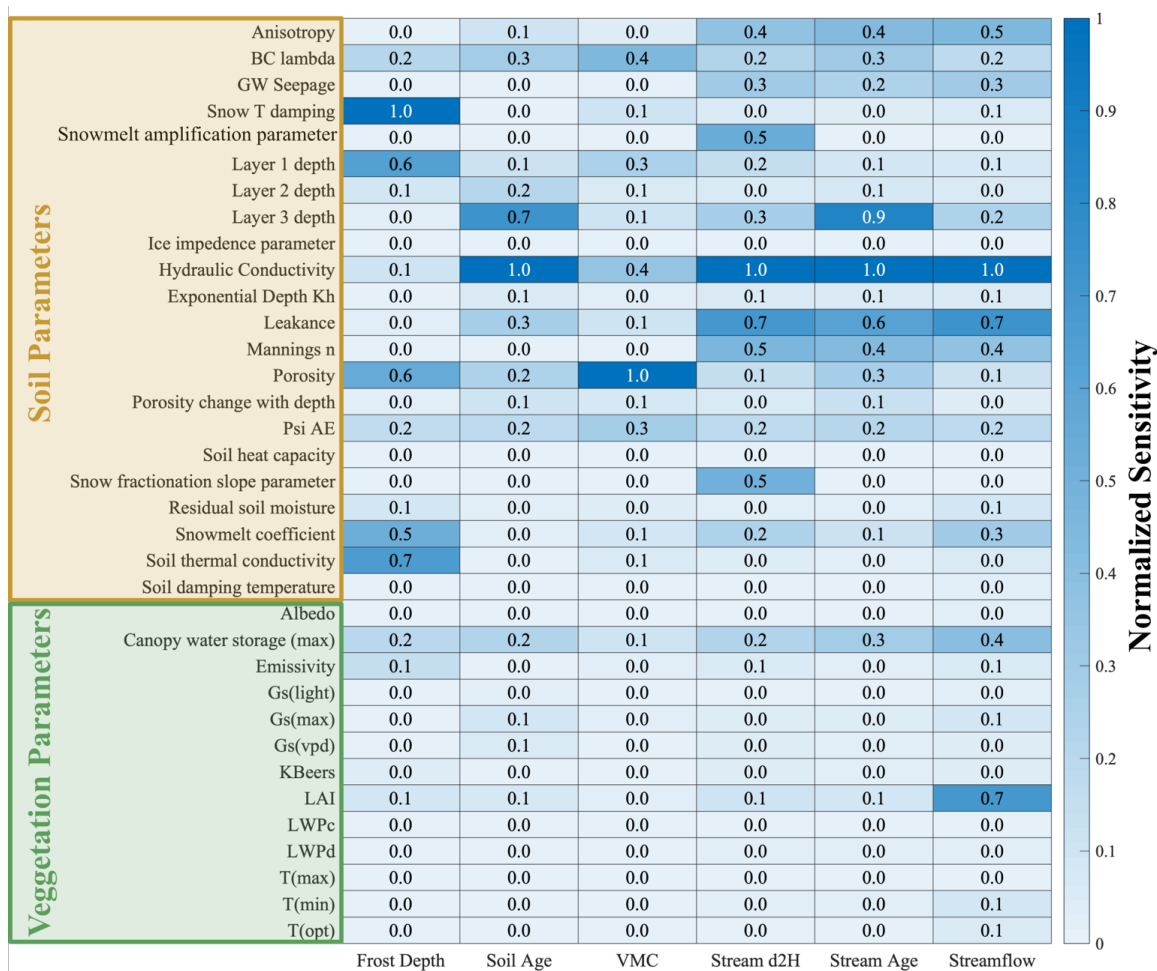 Soil Parameters
Anisotropy 0.0 0.1 0.0 0.4 0.4 0.5
BC lambda 0.2 0.3 0.4 0.2 0.3 0.2
GW Seepage 0.0 0.0 0.0 0.3 0.2 0.3
Snow T damping 1.0 0.0 0.1 0.0 0.0 0.1
Snowmelt amplification parameter 0.0 0.0 0.0 0.5 0.0 0.0
Layer 1 depth 0.6 0.1 0.3 0.2 0.1 0.1
Layer 2 depth 0.1 0.2 0.1 0.0 0.1 0.0
Layer 3 depth 0.0 0.7 0.1 0.3 0.9 0.2
Ice impedence parameter 0.0 0.0 0.0 0.0 0.0 0.0
Hydraulic Conductivity 0.1 1.0 0.4 1.0 1.0 1.0
Exponential Depth Kh 0.0 0.1 0.0 0.1 0.1 0.1
Leakance 0.0 0.3 0.1 0.7 0.6 0.7
Mannings n 0.0 0.0 0.0 0.5 0.4 0.4
Porosity 0.6 0.2 1.0 0.1 0.3 0.1
Porosity change with depth 0.0 0.1 0.1 0.0 0.1 0.0
Psi AE 0.2 0.2 0.3 0.2 0.2 0.2
Soil heat capacity 0.0 0.0 0.0 0.0 0.0 0.0
Snow fractionation slope parameter 0.0 0.0 0.0 0.5 0.0 0.0
Residual soil moisture 0.1 0.0 0.0 0.0 0.0 0.1
Snowmelt coefficient 0.5 0.0 0.1 0.2 0.1 0.3
Soil thermal conductivity 0.7 0.0 0.1 0.0 0.0 0.0
Soil damping temperature 0.0 0.0 0.0 0.0 0.0 0.0
Veggetation Parameters
Albedo 0.0 0.0 0.0 0.0 0.0 0.0
Canopy water storage (max) 0.2 0.2 0.1 0.2 0.3 0.4
Emissivity 0.1 0.0 0.0 0.1 0.0 0.1
Gs(light) 0.0 0.0 0.0 0.0 0.0 0.0
Gs(max) 0.0 0.1 0.0 0.0 0.0 0.1
Gs(vpd) 0.0 0.1 0.0 0.0 0.0 0.0
KBeers 0.0 0.0 0.0 0.0 0.0 0.0
LAI 0.1 0.1 0.0 0.1 0.1 0.7
LWPc 0.0 0.0 0.0 0.0 0.0 0.0
LWPd 0.0 0.0 0.0 0.0 0.0 0.0
T(max) 0.0 0.0 0.0 0.0 0.0 0.0
T(min) 0.0 0.0 0.0 0.0 0.0 0.1
T(opt) 0.0 0.0 0.0 0.0 0.0 0.1
Frost Depth Soil Age VMC Stream d2H Stream Age Streamflow
1
0.9
0.8
0.7
0.6
0.5
0.4
0.3
0.2
0.1
0
Normalized Sensitivity